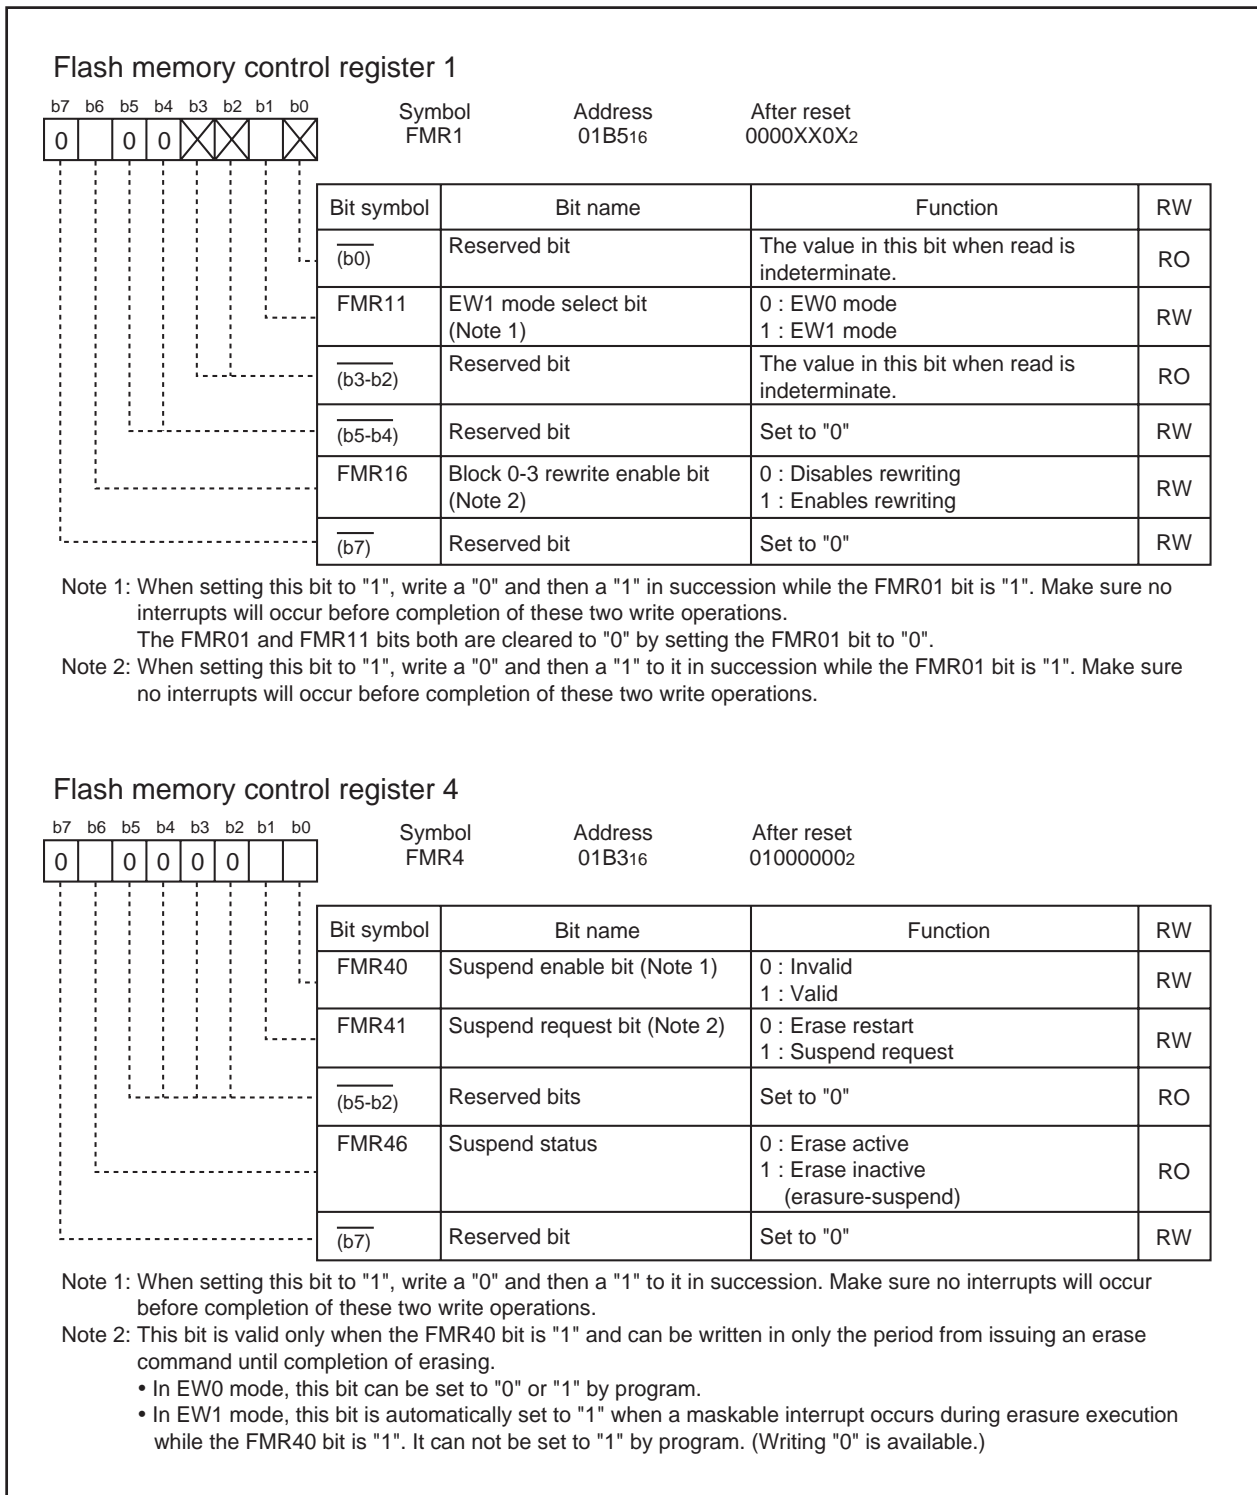 Flash memory control register 1
b7 b6 b5 b4 b3 b2 b1 b0
0 0 0
Symbol Address After reset
FMR1 01B516 0000XX0X2
Bit symbol Bit name Function RW
(b0) Reserved bit The value in this bit when read is indeterminate. RO
FMR11 EW1 mode select bit (Note 1) 0 : EW0 mode 1 : EW1 mode RW
(b3-b2) Reserved bit The value in this bit when read is indeterminate. RO
(b5-b4) Reserved bit Set to "0" RW
FMR16 Block 0-3 rewrite enable bit (Note 2) 0 : Disables rewriting 1 : Enables rewriting RW
(b7) Reserved bit Set to "0" RW
Note 1: When setting this bit to "1", write a "0" and then a "1" in succession while the FMR01 bit is "1". Make sure no
interrupts will occur before completion of these two write operations.
The FMR01 and FMR11 bits both are cleared to "0" by setting the FMR01 bit to "0".
Note 2: When setting this bit to "1", write a "0" and then a "1" to it in succession while the FMR01 bit is "1". Make sure
no interrupts will occur before completion of these two write operations.
Flash memory control register 4
b7 b6 b5 b4 b3 b2 b1 b0
0 0 0 0 0
Symbol Address After reset
FMR4 01B316 010000002
Bit symbol Bit name Function RW
FMR40 Suspend enable bit (Note 1) 0 : Invalid 1 : Valid RW
FMR41 Suspend request bit (Note 2) 0 : Erase restart 1 : Suspend request RW
(b5-b2) Reserved bits Set to "0" RO
FMR46 Suspend status 0 : Erase active 1 : Erase inactive (erasure-suspend) RO
(b7) Reserved bit Set to "0" RW
Note 1: When setting this bit to "1", write a "0" and then a "1" to it in succession. Make sure no interrupts will occur
before completion of these two write operations.
Note 2: This bit is valid only when the FMR40 bit is "1" and can be written in only the period from issuing an erase
command until completion of erasing.
• In EW0 mode, this bit can be set to "0" or "1" by program.
• In EW1 mode, this bit is automatically set to "1" when a maskable interrupt occurs during erasure execution
while the FMR40 bit is "1". It can not be set to "1" by program. (Writing "0" is available.)